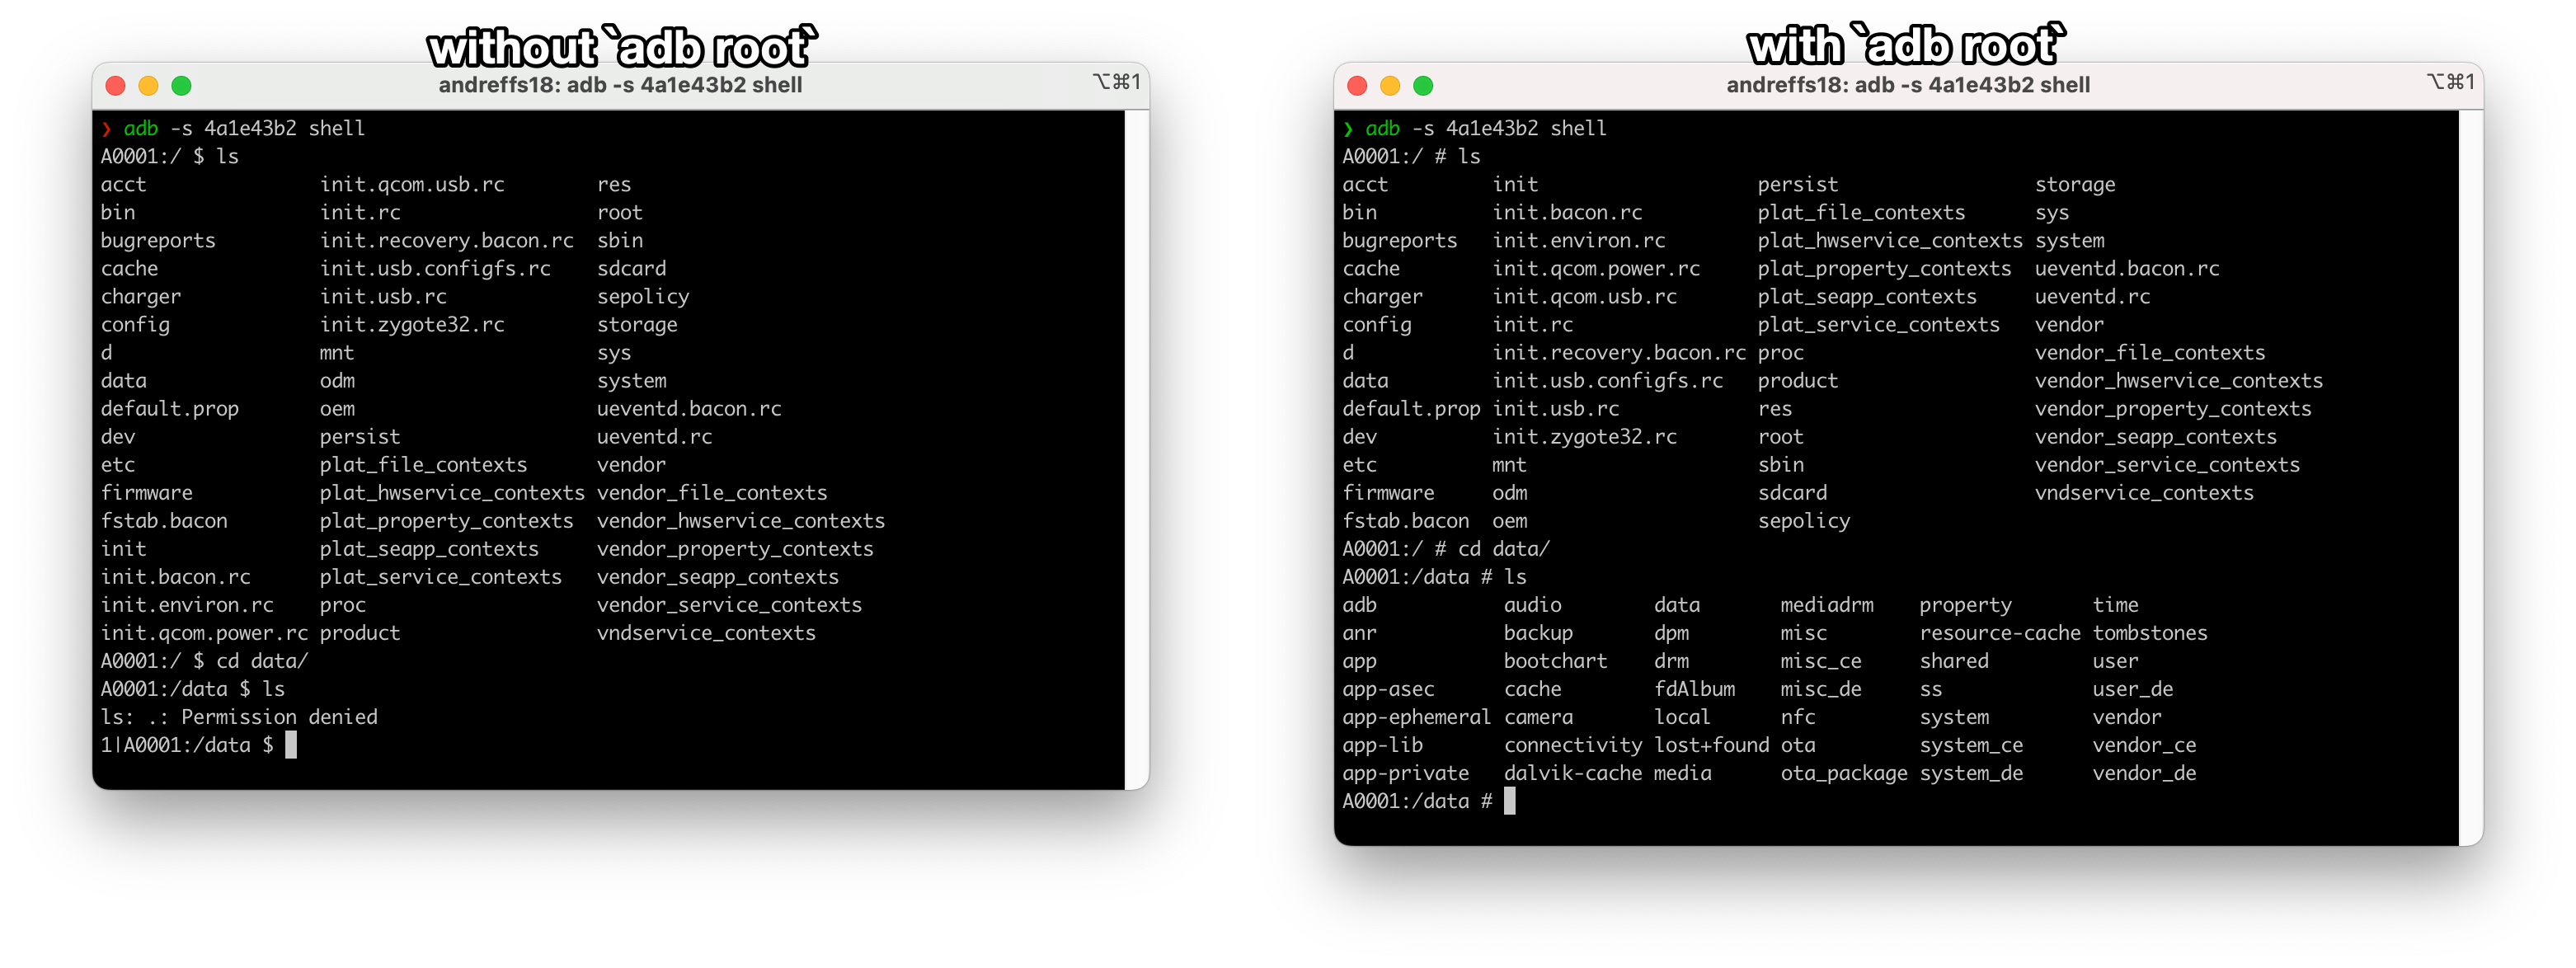 without `adb root`
andreffs18: adb -s 4a1e43b2 shell
⌥⌘1
❯ adb -s 4a1e43b2 shell
A0001:/ $ ls
acct init.qcom.usb.rc res
bin init.rc root
bugreports init.recovery.bacon.rc sbin
cache init.usb.configfs.rc sdcard
charger init.usb.rc sepolicy
config init.zygote32.rc storage
d mnt sys
data odm system
default.prop oem ueventd.bacon.rc
dev persist ueventd.rc
etc plat_file_contexts vendor
firmware plat_hwservice_contexts vendor_file_contexts
fstab.bacon plat_property_contexts vendor_hwservice_contexts
init plat_seapp_contexts vendor_property_contexts
init.bacon.rc plat_service_contexts vendor_seapp_contexts
init.environ.rc proc vendor_service_contexts
init.qcom.power.rc product vndservice_contexts
A0001:/ $ cd data/
A0001:/data $ ls
ls: .: Permission denied
1|A0001:/data $
with `adb root`
andreffs18: adb -s 4a1e43b2 shell
⌥⌘1
❯ adb -s 4a1e43b2 shell
A0001:/ # ls
acct init persist storage
bin init.bacon.rc plat_file_contexts sys
bugreports init.environ.rc plat_hwservice_contexts system
cache init.qcom.power.rc plat_property_contexts ueventd.bacon.rc
charger init.qcom.usb.rc plat_seapp_contexts ueventd.rc
config init.rc plat_service_contexts vendor
d init.recovery.bacon.rc proc vendor_file_contexts
data init.usb.configfs.rc product vendor_hwservice_contexts
default.prop init.usb.rc res vendor_property_contexts
dev init.zygote32.rc root vendor_seapp_contexts
etc mnt sbin vendor_service_contexts
firmware odm sdcard vndservice_contexts
fstab.bacon oem sepolicy
A0001:/ # cd data/
A0001:/data # ls
adb audio data mediadrm property time
anr backup dpm misc resource-cache tombstones
app bootchart drm misc_ce shared user
app-asec cache fdAlbum misc_de ss user_de
app-ephemeral camera local nfc system vendor
app-lib connectivity lost+found ota system_ce vendor_ce
app-private dalvik-cache media ota_package system_de vendor_de
A0001:/data #